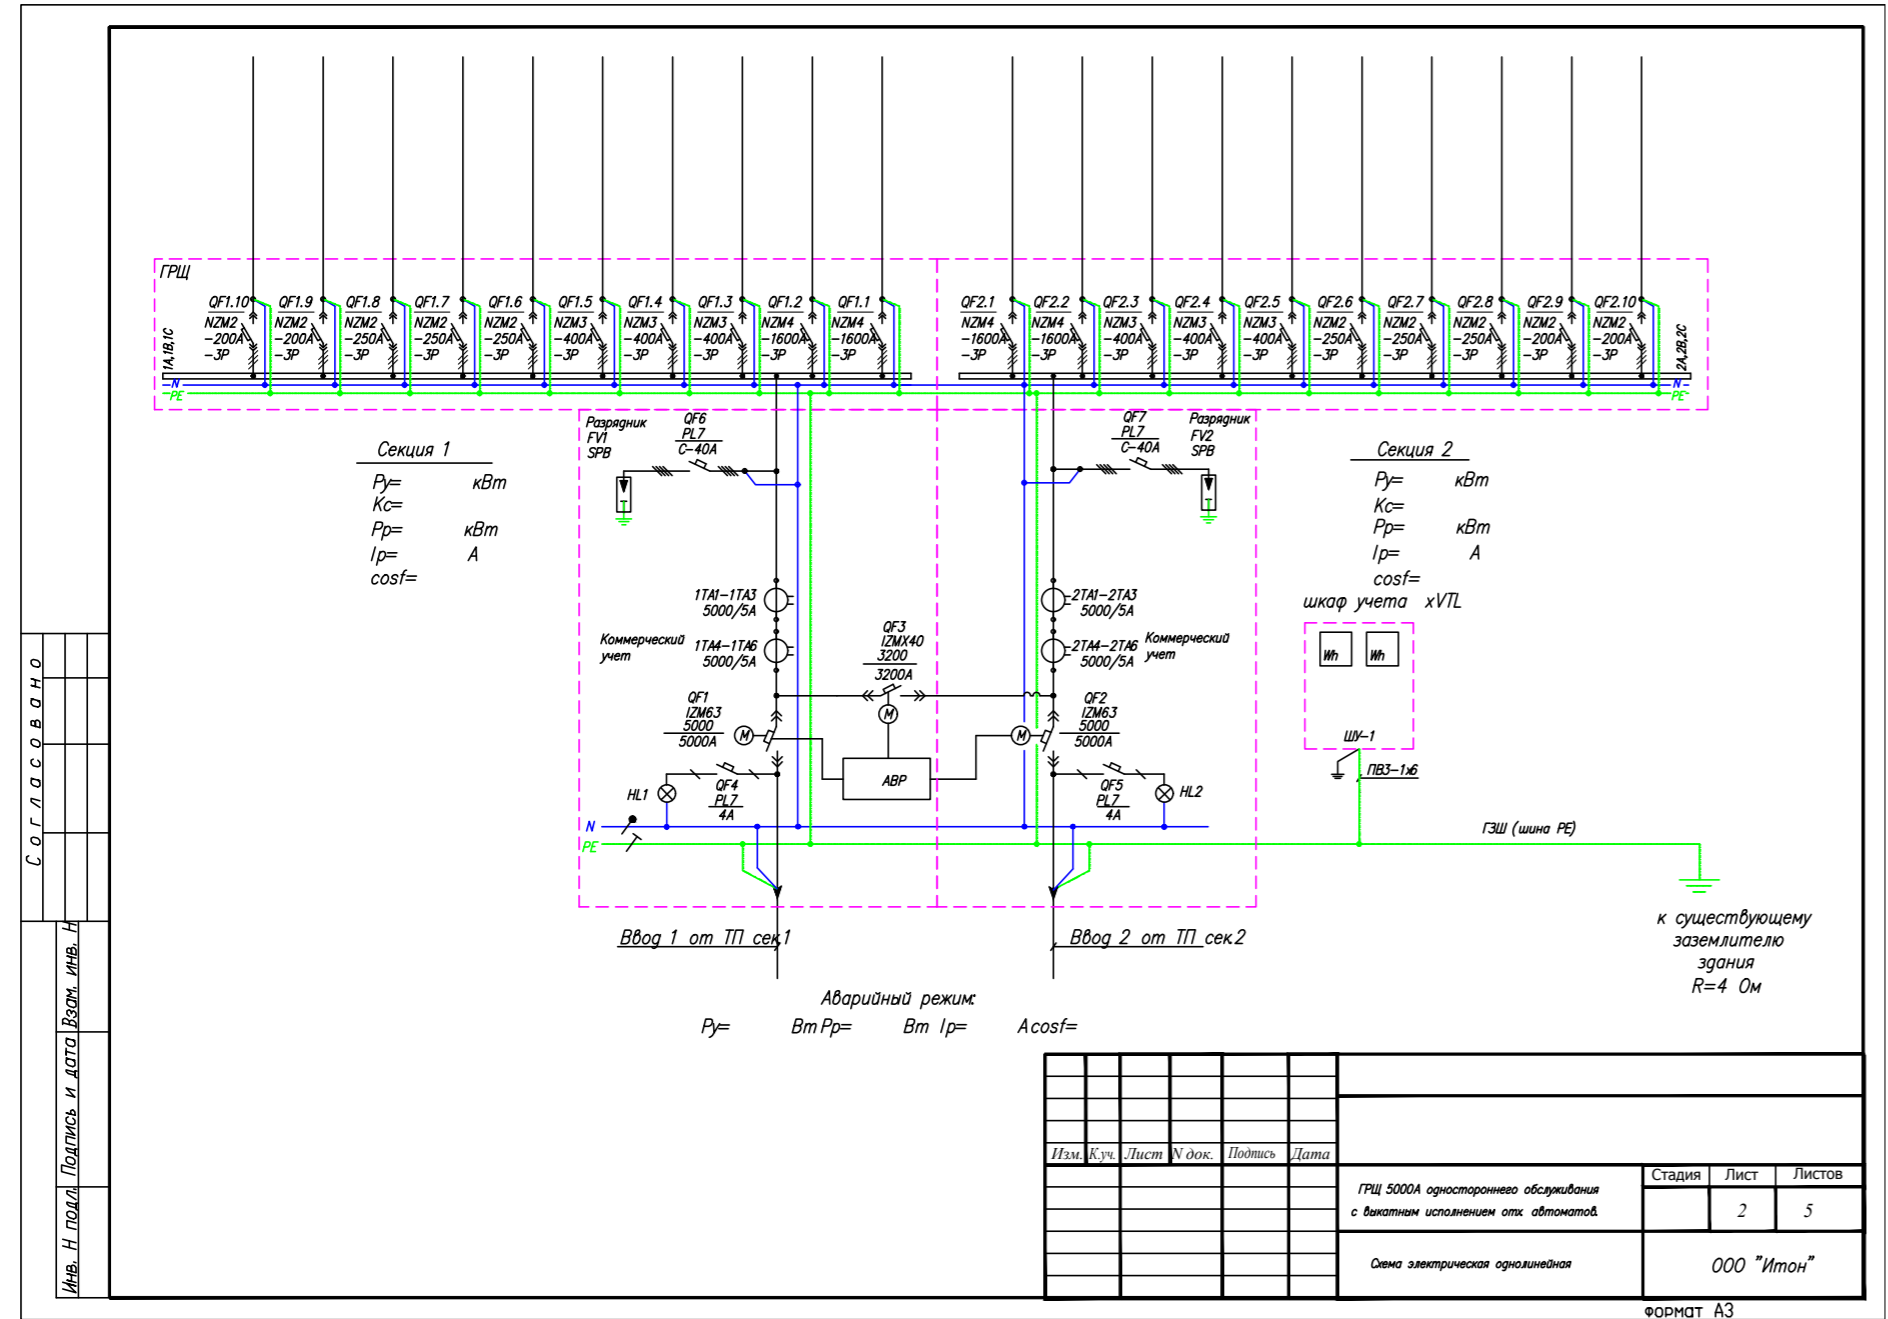 ГРЩ
QF1.10
NZM2
-200A
-3P
QF1.9
NZM2
-200A
-3P
QF1.8
NZM2
-250A
-3P
QF1.7
NZM2
-250A
-3P
QF1.6
NZM2
-250A
-3P
QF1.5
NZM3
-400A
-3P
QF1.4
NZM3
-400A
-3P
QF1.3
NZM3
-400A
-3P
QF1.2
NZM4
-1600A
-3P
QF1.1
NZM4
-1600A
-3P
QF2.1
NZM4
-1600A
-3P
QF2.2
NZM4
-1600A
-3P
QF2.3
NZM3
-400A
-3P
QF2.4
NZM3
-400A
-3P
QF2.5
NZM3
-400A
-3P
QF2.6
NZM2
-250A
-3P
QF2.7
NZM2
-250A
-3P
QF2.8
NZM2
-250A
-3P
QF2.9
NZM2
-200A
-3P
QF2.10
NZM2
-200A
-3P
1A,1B,1C
2A,2B,2C
N
PE
N
PE
Секция 1
Ру= кВт
Кс=
Рр= кВт
Iр= А
cosf=
Разрядник
FV1
SPB
QF6
PL7
C-40A
QF7
PL7
C-40A
Разрядник
FV2
SPB
Секция 2
Ру= кВт
Кс=
Рр= кВт
Iр= А
cosf=
шкаф учета xVTL
Wh Wh
ШУ-1
ПВ3-1х6
1TA1-1TA3
5000/5A
Коммерческий
учет
1TA4-1TA6
5000/5A
QF3
IZMX40
3200
3200A
2TA1-2TA3
5000/5A
2TA4-2TA6
5000/5A
Коммерческий
учет
QF1
IZM63
5000
5000A
M
M
M
QF2
IZM63
5000
5000A
АВР
HL1
QF4
PL7
4A
QF5
PL7
4A
HL2
N
PE
ГЗШ (шина РЕ)
к существующему
заземлителю
здания
R=4 Ом
Ввод 1 от ТП сек.1
Ввод 2 от ТП сек.2
Аварийный режим:
Ру= Вт Рр= Вт Iр= А cosf=
Согласовано
Взам. инв. Н
Подпись и дата
Инв. Н подл.
Изм. К.уч. Лист N док. Подпись Дата
ГРЩ 5000А одностороннего обслуживания
с выкатным исполнением отх. автоматов.
Стадия Лист Листов
2 5
Схема электрическая однолинейная
ООО "Итон"
формат А3